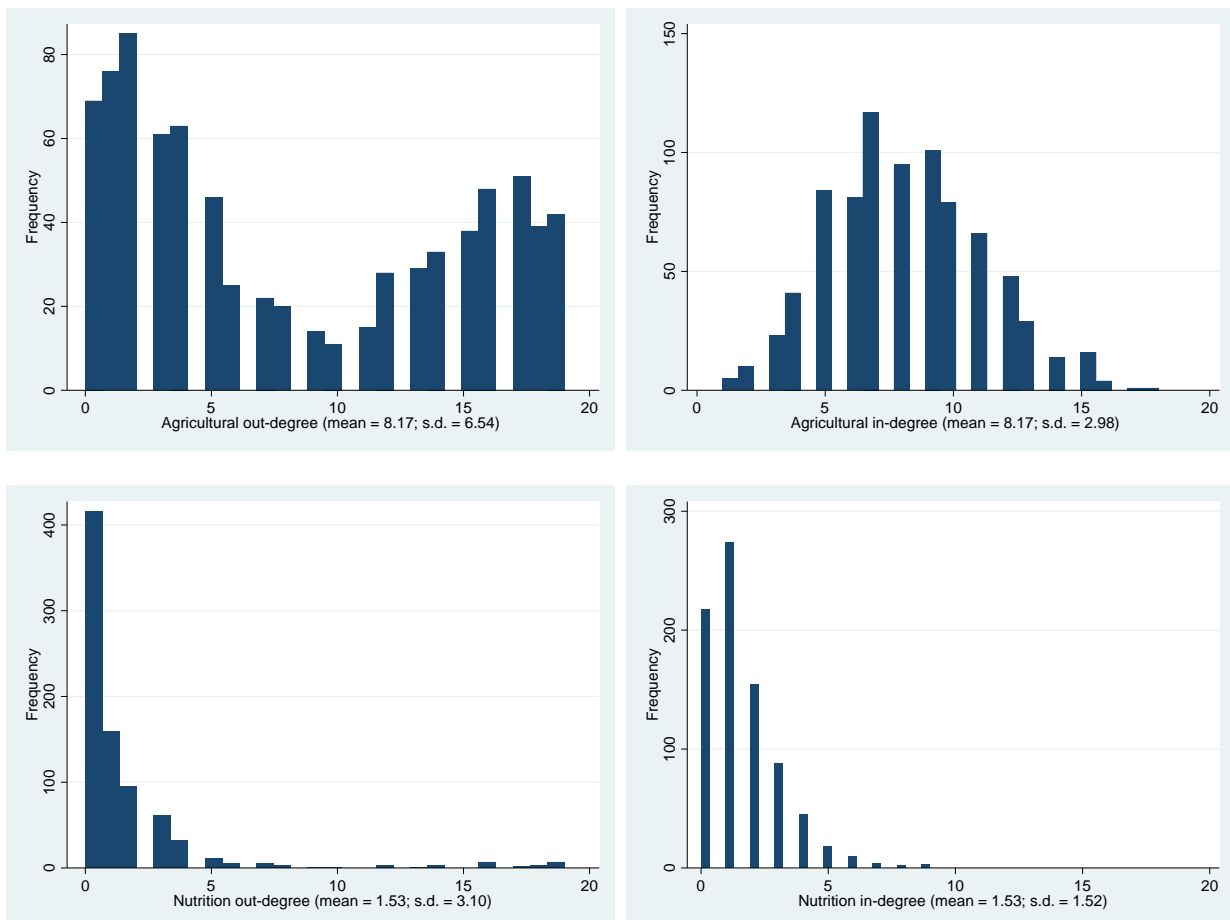 80
60
40
20
0
Frequency
0 5 10 15 20
Agricultural out-degree (mean = 8.17; s.d. = 6.54)
150
100
50
0
Frequency
0 5 10 15 20
Agricultural in-degree (mean = 8.17; s.d. = 2.98)
400
300
200
100
0
Frequency
0 5 10 15 20
Nutrition out-degree (mean = 1.53; s.d. = 3.10)
300
200
100
0
Frequency
0 5 10 15 20
Nutrition in-degree (mean = 1.53; s.d. = 1.52)